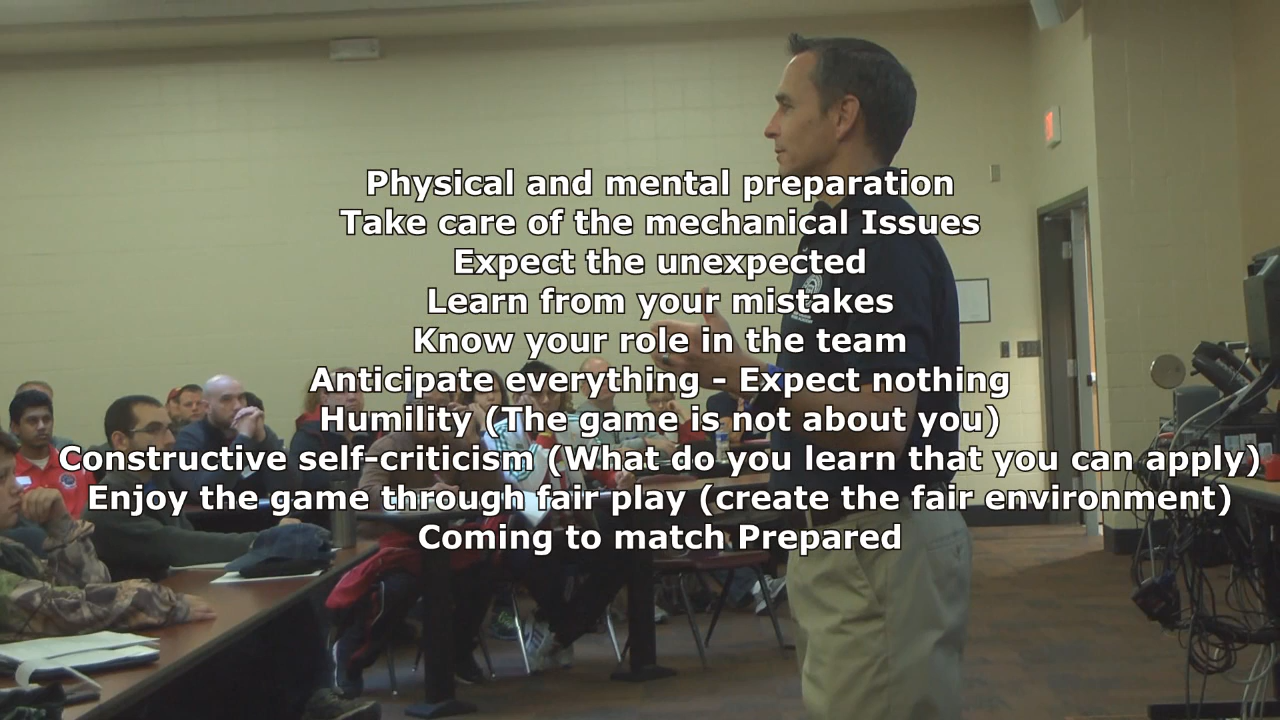 Physical and mental preparation
Take care of the mechanical Issues
Expect the unexpected
Learn from your mistakes
Know your role in the team
Anticipate everything - Expect nothing
Humility (The game is not about you)
Constructive self-criticism (What do you learn that you can apply)
Enjoy the game through fair play (create the fair environment)
Coming to match Prepared